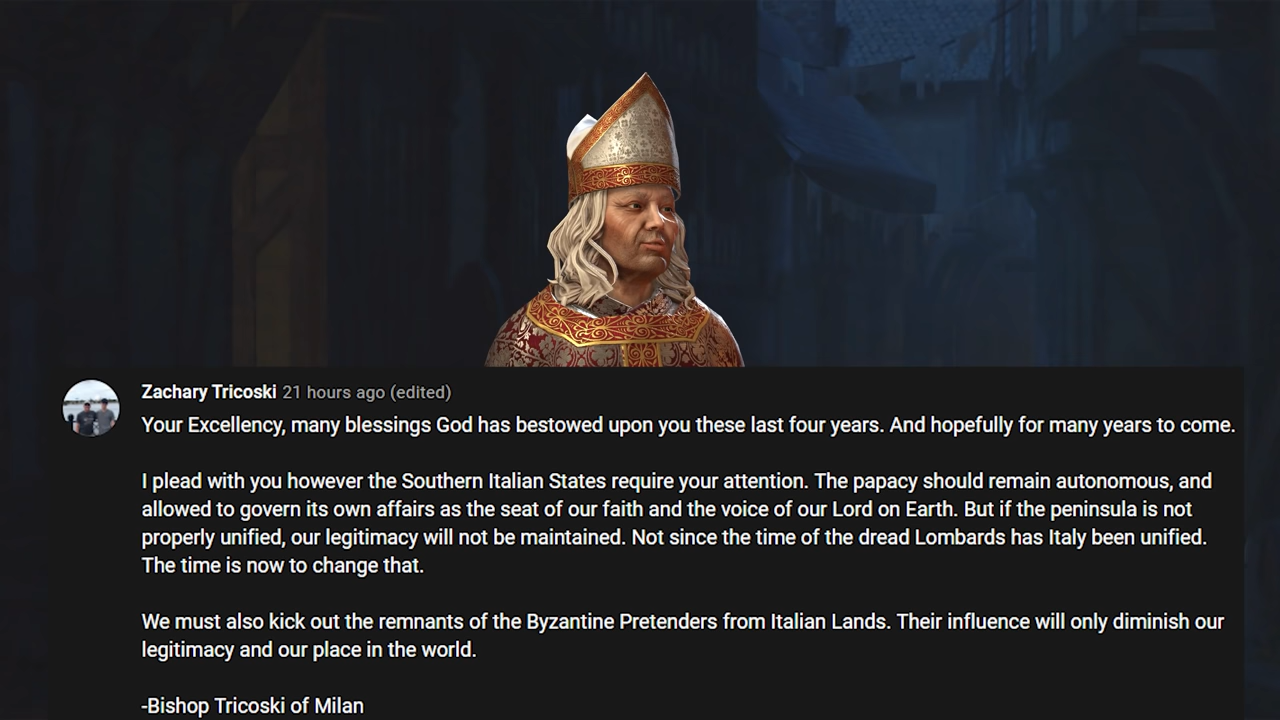 Zachary Tricoski 21 hours ago (edited)
Your Excellency, many blessings God has bestowed upon you these last four years. And hopefully for many years to come.
I plead with you however the Southern Italian States require your attention. The papacy should remain autonomous, and
allowed to govern its own affairs as the seat of our faith and the voice of our Lord on Earth. But if the peninsula is not
properly unified, our legitimacy will not be maintained. Not since the time of the dread Lombards has Italy been unified.
The time is now to change that.
We must also kick out the remnants of the Byzantine Pretenders from Italian Lands. Their influence will only diminish our
legitimacy and our place in the world.
-Bishop Tricoski of Milan